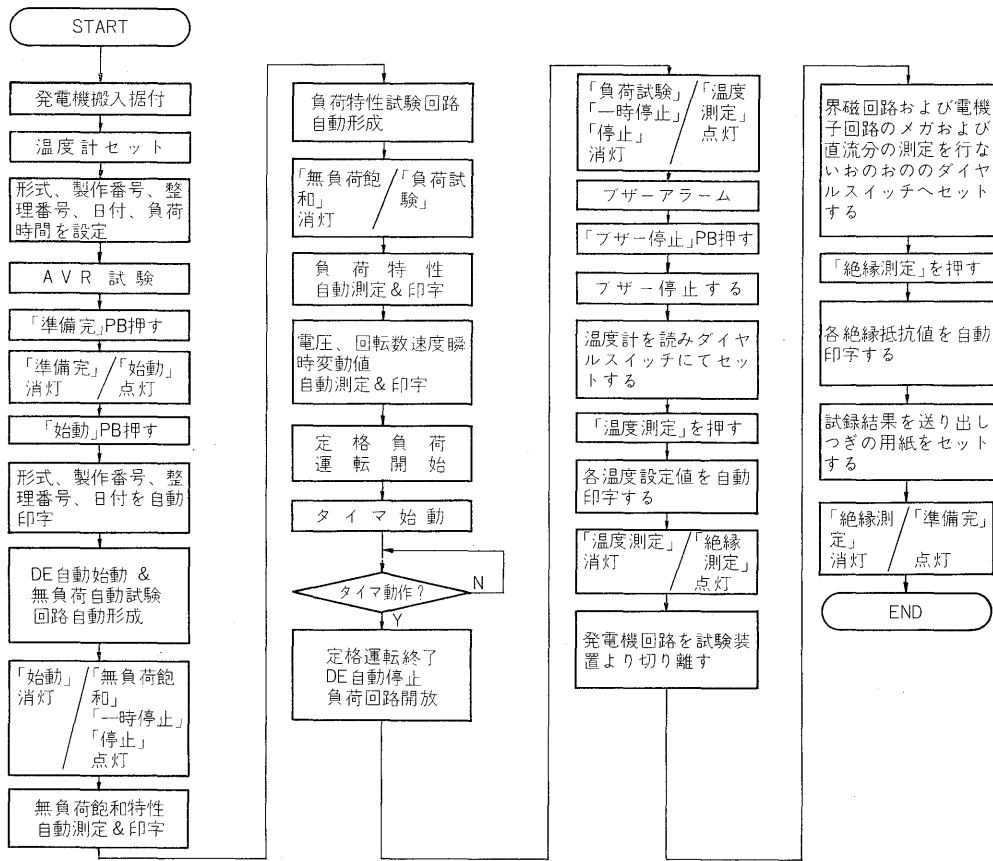 START
発電機搬入据付
温度計セット
形式、製作番号、整
理番号、日付、負荷
時間を設定
AVR 試験
「準備完」PB押す
「準備完」/「始動」
消灯 点灯
「始動」PB押す
形式、製作番号、整
理番号、日付を自動
印字
DE自動始動 &
無負荷自動試験
回路自動形成
「始動」/「無負荷飽
消灯 和」
「一時停止」
「停止」
点灯
無負荷飽和特性
自動測定&印字
負荷特性試験回路
自動形成
「無負荷飽/「負荷試
和」 験」
消灯
負荷特性
自動測定&印字
電圧、回転数速度瞬
時変動値
自動測定&印字
定格負荷
運転開始
タイマ始動
タイマ動作?
N
Y
定格運転終了
DE自動停止
負荷回路開放
「負荷試験」/「温度
「一時停止」 測定」
「停止」 点灯
消灯
ブザーアラーム
「ブザー停止」PB押す
ブザー停止する
温度計を読みダイヤ
ルスイッチにてセッ
トする
「温度測定」を押す
各温度設定値を自動
印字する
「温度測定」/「絶縁
消灯 測定」
点灯
発電機回路を試験装
置より切り離す
界磁回路および電機
子回路のメガおよび
直流分の測定を行な
いおのおののダイヤ
ルスイッチへセット
する
「絶縁測定」を押す
各絶縁抵抗値を自動
印字する
試録結果を送り出し
つぎの用紙をセット
する
「絶縁測/「準備完」
定」
消灯 点灯
END